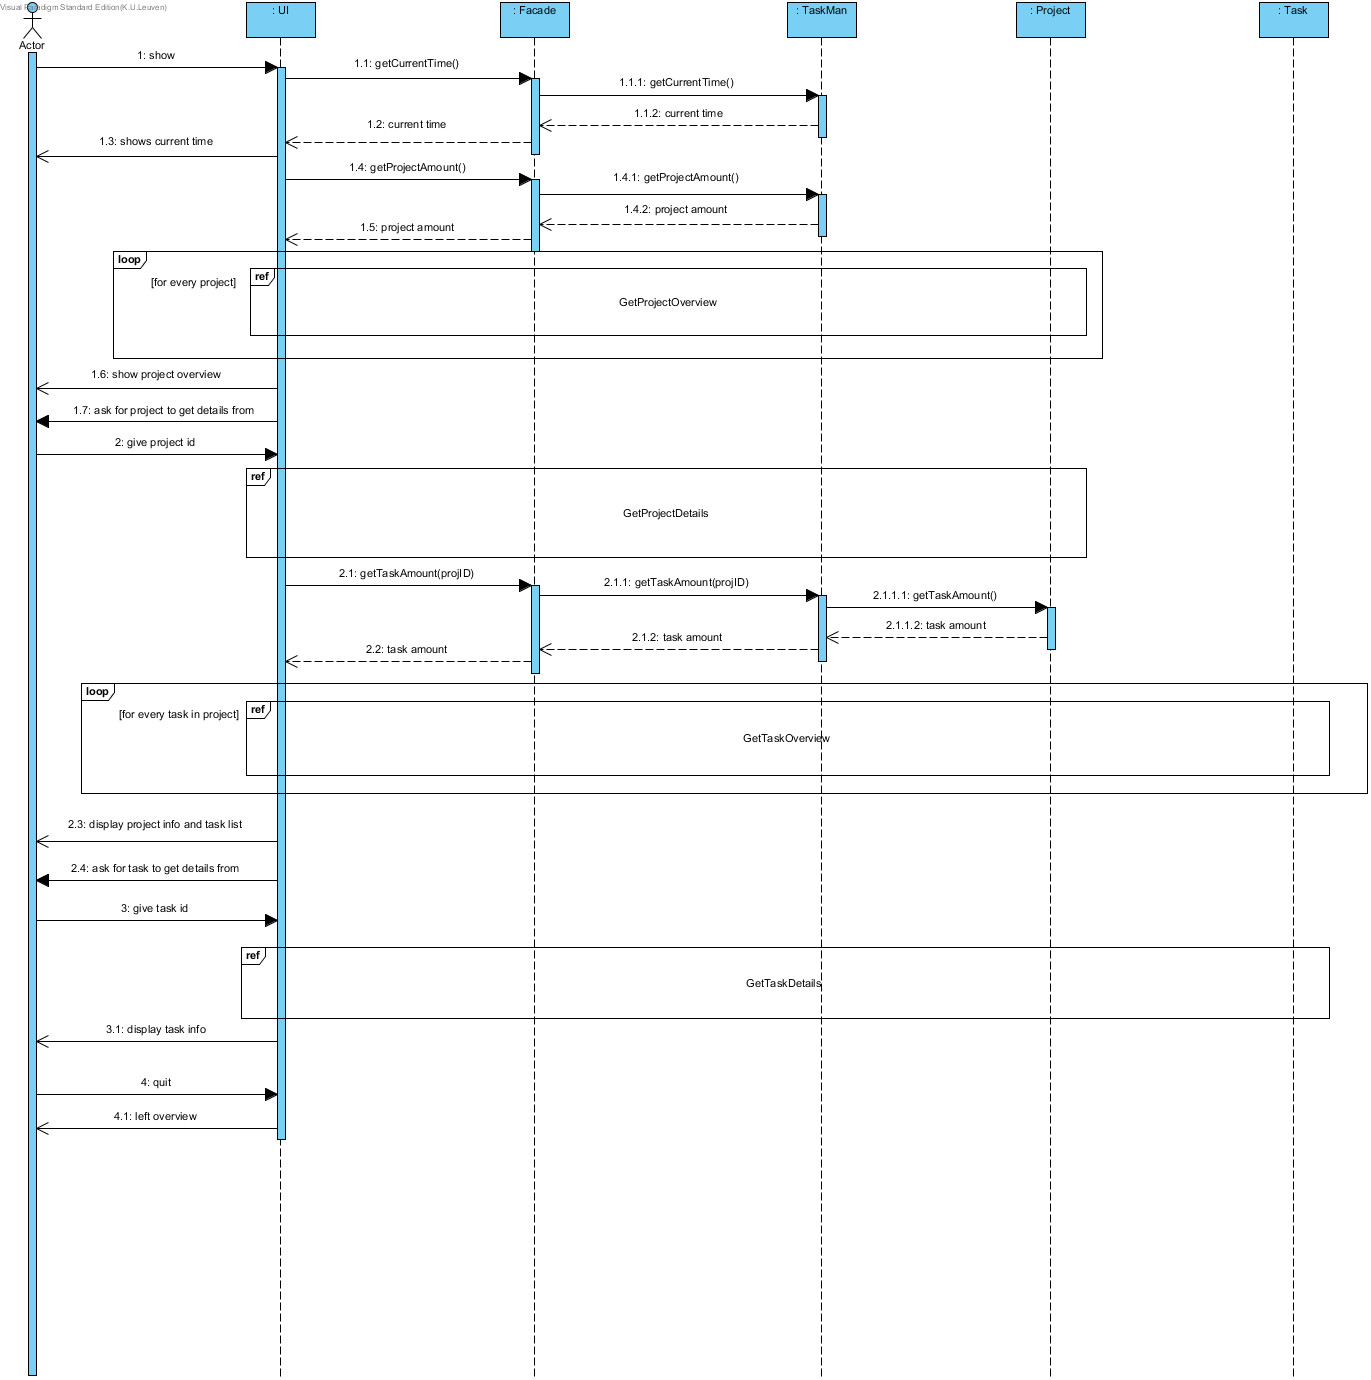 Visual Paradigm Standard Edition(K.U.Leuven)
Actor
: UI
: Facade
: TaskMan
: Project
: Task
1: show
1.1: getCurrentTime()
1.1.1: getCurrentTime()
1.1.2: current time
1.2: current time
1.3: shows current time
1.4: getProjectAmount()
1.4.1: getProjectAmount()
1.4.2: project amount
1.5: project amount
loop
[for every project]
ref
GetProjectOverview
1.6: show project overview
1.7: ask for project to get details from
2: give project id
ref
GetProjectDetails
2.1: getTaskAmount(projID)
2.1.1: getTaskAmount(projID)
2.1.1.1: getTaskAmount()
2.1.1.2: task amount
2.1.2: task amount
2.2: task amount
loop
[for every task in project]
ref
GetTaskOverview
2.3: display project info and task list
2.4: ask for task to get details from
3: give task id
ref
GetTaskDetails
3.1: display task info
4: quit
4.1: left overview